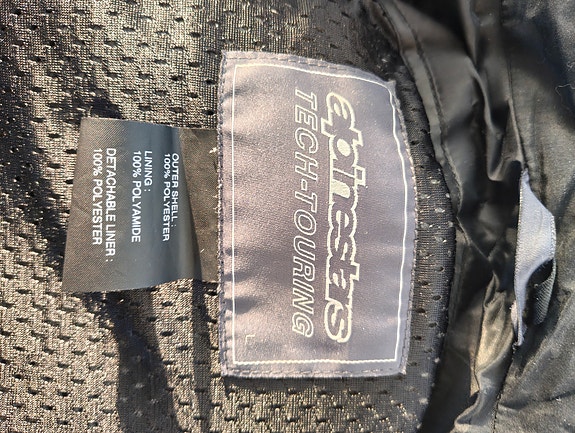 alpinestars
TECH-TOURING
L
OUTER SHELL :
100% POLYESTER
LINING :
100% POLYAMIDE
DETACHABLE LINER :
100% POLYESTER